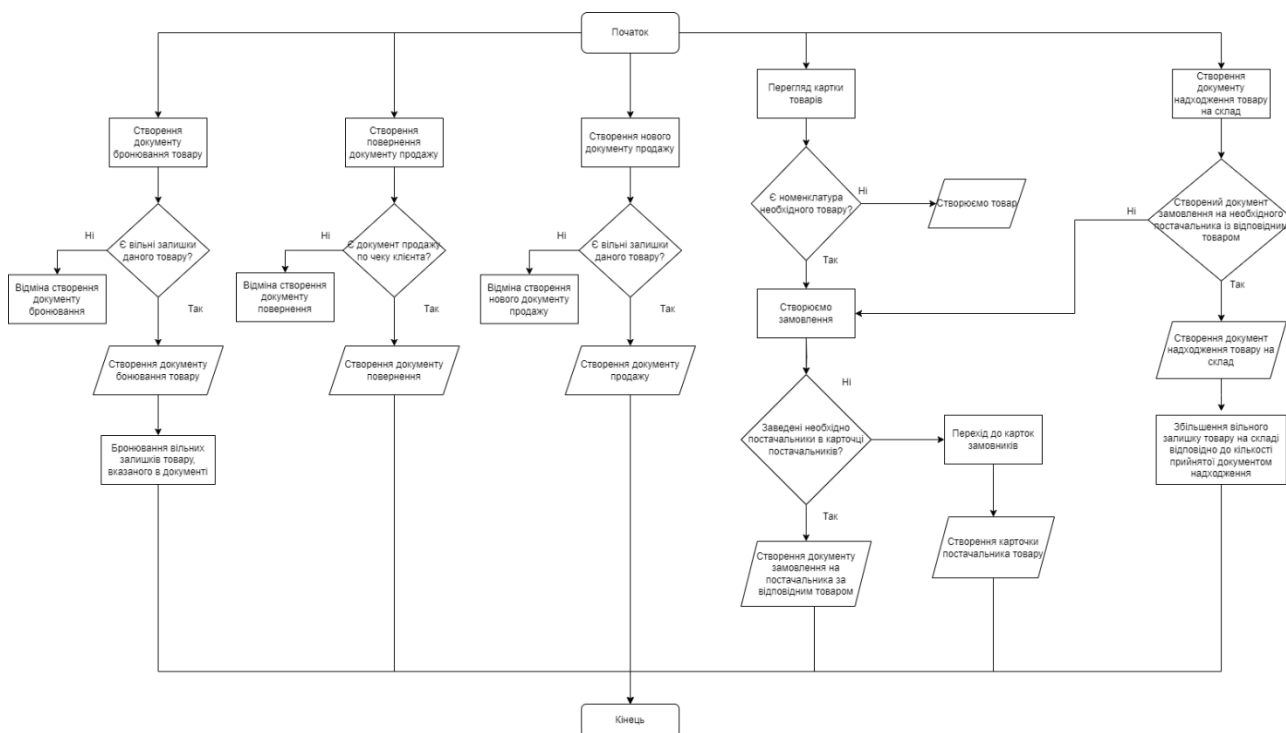 Початок
Створення
документу
бронювання товару
Створення
повернення
документу продажу
Створення нового
документу продажу
Перегляд картки
товарів
Створення
документу
надходження товару
на склад
Є вільні залишки
даного товару?
Ні
Так
Відміна створення
документу
бронювання
Створення документу
бонювання товару
Бронювання вільних
залишків товару,
вказаного в документі
Є документ продажу
по чеку клієнта?
Ні
Так
Відміна створення
документу
повернення
Створення документу
повернення
Є вільні залишки
даного товару?
Ні
Так
Відміна створення
нового документу
продажу
Створення документу
продажу
Є номенклатура
необхідного товару?
Ні
Створюємо товар
Так
Створюємо
замовлення
Ні
Заведені необхідно
постачальники в карточці
постачальників?
Перехід до карток
замовників
Так
Створення карточки
постачальника товару
Створення документу
замовлення на
постачальника за
відповідним товаром
Створений документ
замовлення на необхідного
постачальника із відповідним
товаром
Ні
Так
Створення документ
надходження товару на
склад
Збільшення вільного
залишку товару на складі
відповідно до кількості
прийнятої документом
надходження
Кінець